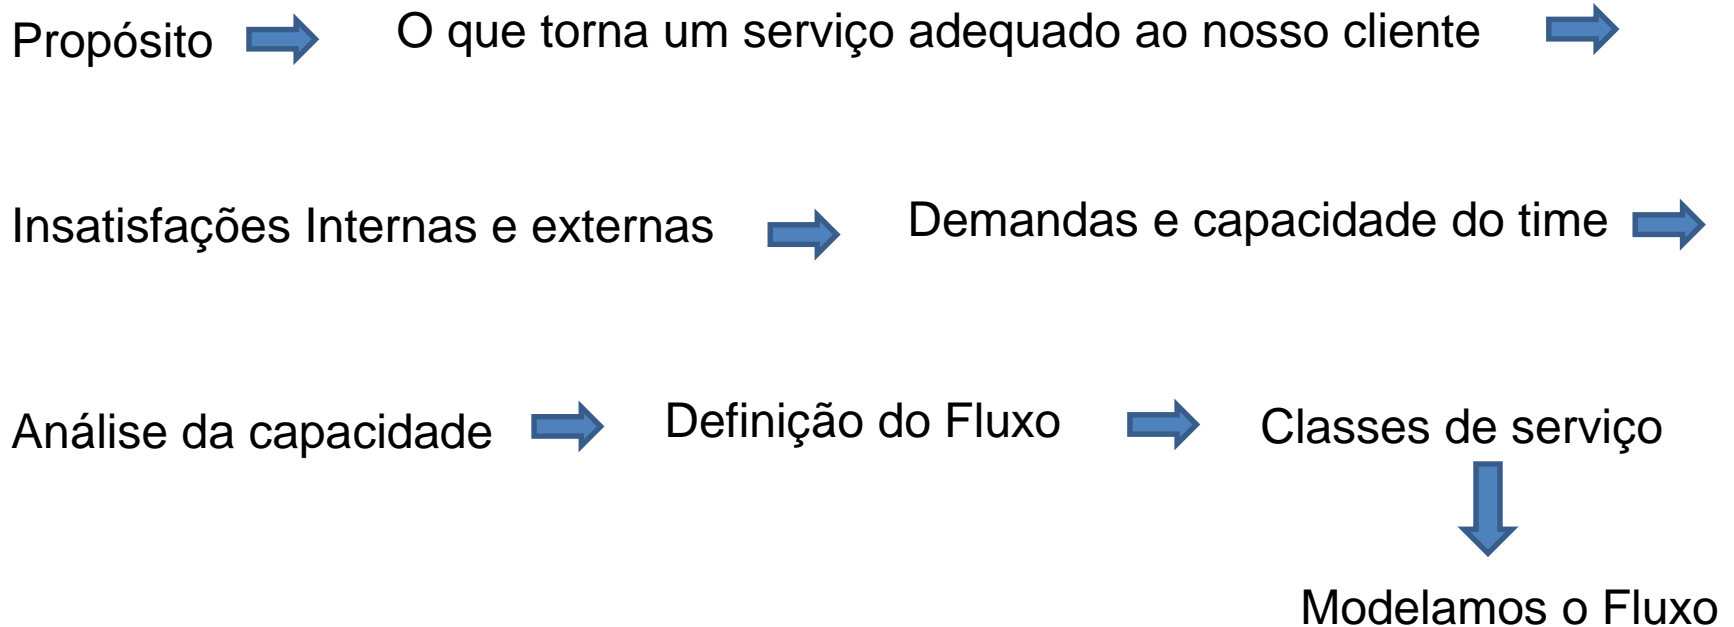 Propósito
O que torna um serviço adequado ao nosso cliente
Insatisfações Internas e externas
Demandas e capacidade do time
Análise da capacidade
Definição do Fluxo
Classes de serviço
Modelamos o Fluxo